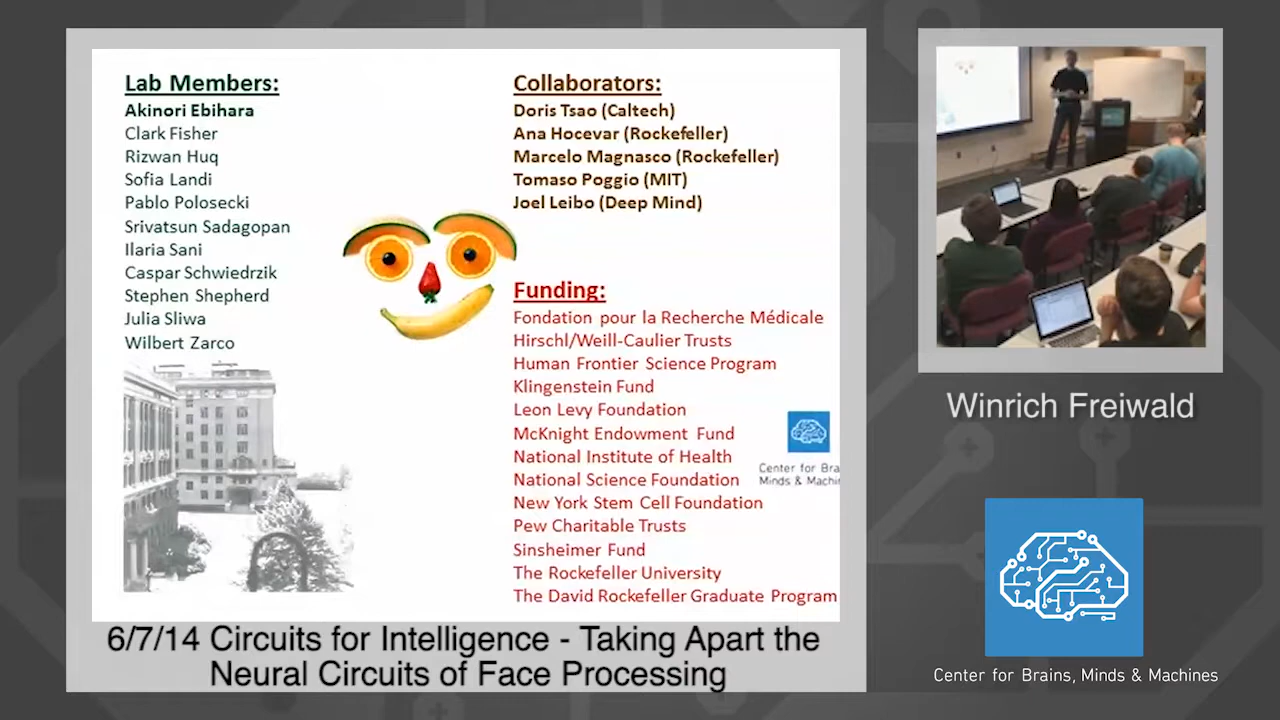 Lab Members:
Akinori Ebihara
Clark Fisher
Rizwan Huq
Sofia Landi
Pablo Polosecki
Srivatsun Sadagopan
Ilaria Sani
Caspar Schwiedrzik
Stephen Shepherd
Julia Sliwa
Wilbert Zarco
Collaborators:
Doris Tsao (Caltech)
Ana Hocevar (Rockefeller)
Marcelo Magnasco (Rockefeller)
Tomaso Poggio (MIT)
Joel Leibo (Deep Mind)
Funding:
Fondation pour la Recherche Médicale
Hirschl/Weill-Caulier Trusts
Human Frontier Science Program
Klingenstein Fund
Leon Levy Foundation
McKnight Endowment Fund
National Institute of Health
National Science Foundation
New York Stem Cell Foundation
Pew Charitable Trusts
Sinsheimer Fund
The Rockefeller University
The David Rockefeller Graduate Program
Center for Bra
Minds & Machin
6/7/14 Circuits for Intelligence - Taking Apart the
Neural Circuits of Face Processing
Winrich Freiwald
Center for Brains, Minds & Machines